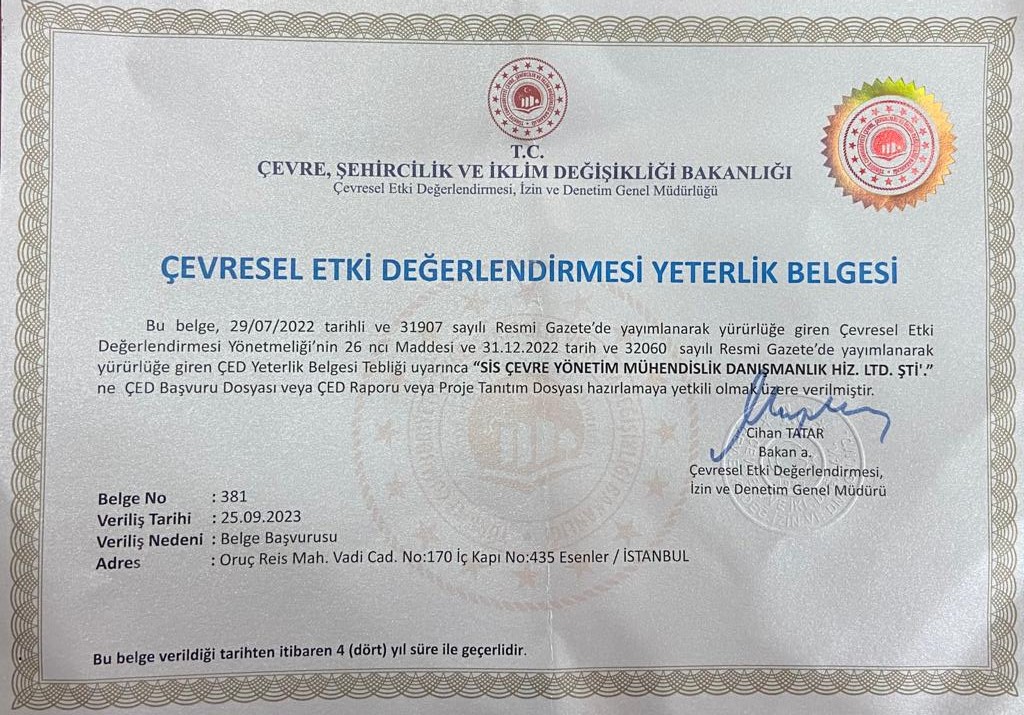 T.C.
ÇEVRE, ŞEHİRCİLİK VE İKLİM DEĞİŞİKLİĞİ BAKANLIĞI
Çevresel Etki Değerlendirmesi, İzin ve Denetim Genel Müdürlüğü
ÇEVRESEL ETKİ DEĞERLENDİRMESİ YETERLİK BELGESİ
Bu belge, 29/07/2022 tarihli ve 31907 sayılı Resmi Gazete'de yayımlanarak yürürlüğe giren Çevresel Etki
Değerlendirmesi Yönetmeliği'nin 26 ncı Maddesi ve 31.12.2022 tarih ve 32060 sayılı Resmi Gazete'de yayımlanarak
yürürlüğe giren ÇED Yeterlik Belgesi Tebliği uyarınca "SİS ÇEVRE YÖNETİM MÜHENDİSLİK DANIŞMANLIK HİZ. LTD. ŞTİ'."
ne ÇED Başvuru Dosyası veya ÇED Raporu veya Proje Tanıtım Dosyası hazırlamaya yetkili olmak üzere verilmiştir.
Cihan TATAR
Bakan a.
Çevresel Etki Değerlendirmesi,
İzin ve Denetim Genel Müdürü
Belge No : 381
Veriliş Tarihi : 25.09.2023
Veriliş Nedeni : Belge Başvurusu
Adres : Oruç Reis Mah. Vadi Cad. No:170 İç Kapı No:435 Esenler / İSTANBUL
Bu belge verildiği tarihten itibaren 4 (dört) yıl süre ile geçerlidir.